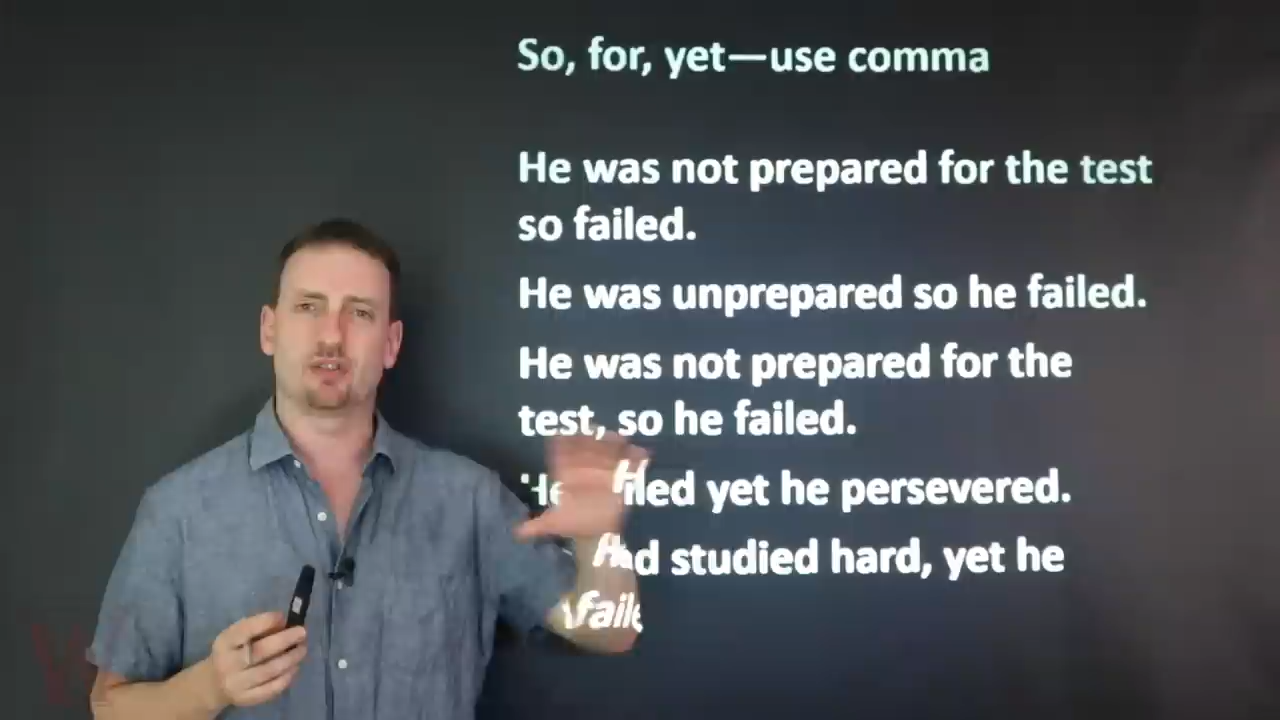 So, for, yet—use comma
He was not prepared for the test
so failed.
He was unprepared so he failed.
He was not prepared for the
test, so he failed.
yet he persevered.
studied hard, yet he